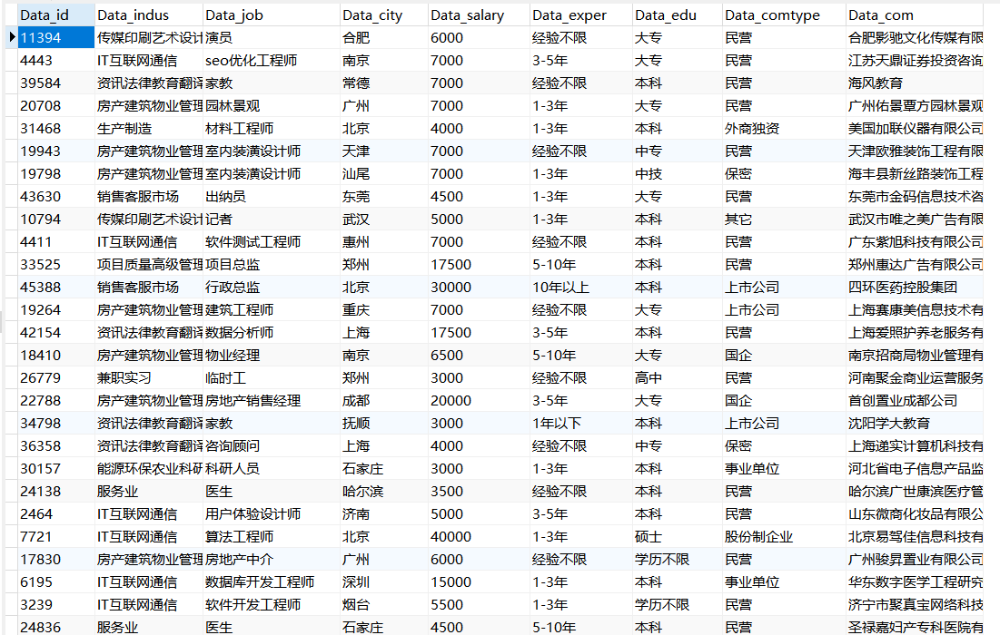 Data_id Data_indus Data_job Data_city Data_salary Data_exper Data_edu Data_comtype Data_com
11394 传媒印刷艺术设计 演员 合肥 6000 经验不限 大专 民营 合肥影驰文化传媒有限
4443 IT互联网通信 seo优化工程师 南京 7000 3-5年 大专 民营 江苏天鼎证券投资咨询
39584 资讯法律教育翻译 家教 常德 7000 经验不限 本科 民营 海风教育
20708 房产建筑物业管理 园林景观 广州 7000 1-3年 大专 民营 广州佑景覃方园林景观
31468 生产制造 材料工程师 北京 4000 1-3年 本科 外商独资 美国加联仪器有限公司
19943 房产建筑物业管理 室内装潢设计师 天津 7000 经验不限 中专 民营 天津欧雅装饰工程有限
19798 房产建筑物业管理 室内装潢设计师 汕尾 7000 1-3年 中技 保密 海丰县新丝路装饰工程
43630 销售客服市场 出纳员 东莞 4500 1-3年 大专 民营 东莞市金码信息技术咨
10794 传媒印刷艺术设计 记者 武汉 5000 1-3年 本科 其它 武汉市唯之美广告有限
4411 IT互联网通信 软件测试工程师 惠州 7000 经验不限 本科 民营 广东紫旭科技有限公司
33525 项目质量高级管理 项目总监 郑州 17500 5-10年 本科 民营 郑州惠达广告有限公司
45388 销售客服市场 行政总监 北京 30000 10年以上 本科 上市公司 四环医药控股集团
19264 房产建筑物业管理 建筑工程师 重庆 7000 经验不限 大专 上市公司 上海赛康美信息技术有
42154 资讯法律教育翻译 数据分析师 上海 17500 3-5年 本科 民营 上海爱照护养老服务有
18410 房产建筑物业管理 物业经理 南京 6500 5-10年 大专 国企 南京招商局物业管理有
26779 兼职实习 临时工 郑州 3000 经验不限 高中 民营 河南聚金商业运营服务
22788 房产建筑物业管理 房地产销售经理 成都 20000 3-5年 大专 国企 首创置业成都公司
34798 资讯法律教育翻译 家教 抚顺 3000 1年以下 本科 上市公司 沈阳学大教育
36358 资讯法律教育翻译 咨询顾问 上海 4000 经验不限 中专 保密 上海递实计算机科技有
30157 能源环保农业科研 科研人员 石家庄 3000 1-3年 本科 事业单位 河北省电子信息产品监
24138 服务业 医生 哈尔滨 3500 经验不限 本科 民营 哈尔滨广世康滨医疗管
2464 IT互联网通信 用户体验设计师 济南 5000 3-5年 本科 民营 山东微商化妆品有限公
7721 IT互联网通信 算法工程师 北京 40000 1-3年 硕士 股份制企业 北京易驾佳信息科技有
17830 房产建筑物业管理 房地产中介 广州 6000 经验不限 学历不限 民营 广州骏昇置业有限公司
6195 IT互联网通信 数据库开发工程师 深圳 15000 1-3年 本科 事业单位 华东数字医学工程研究
3239 IT互联网通信 软件开发工程师 烟台 5500 1-3年 学历不限 民营 济宁市聚真宝网络科技
24836 服务业 医生 石家庄 4500 5-10年 本科 民营 圣禄嘉妇产专科医院有